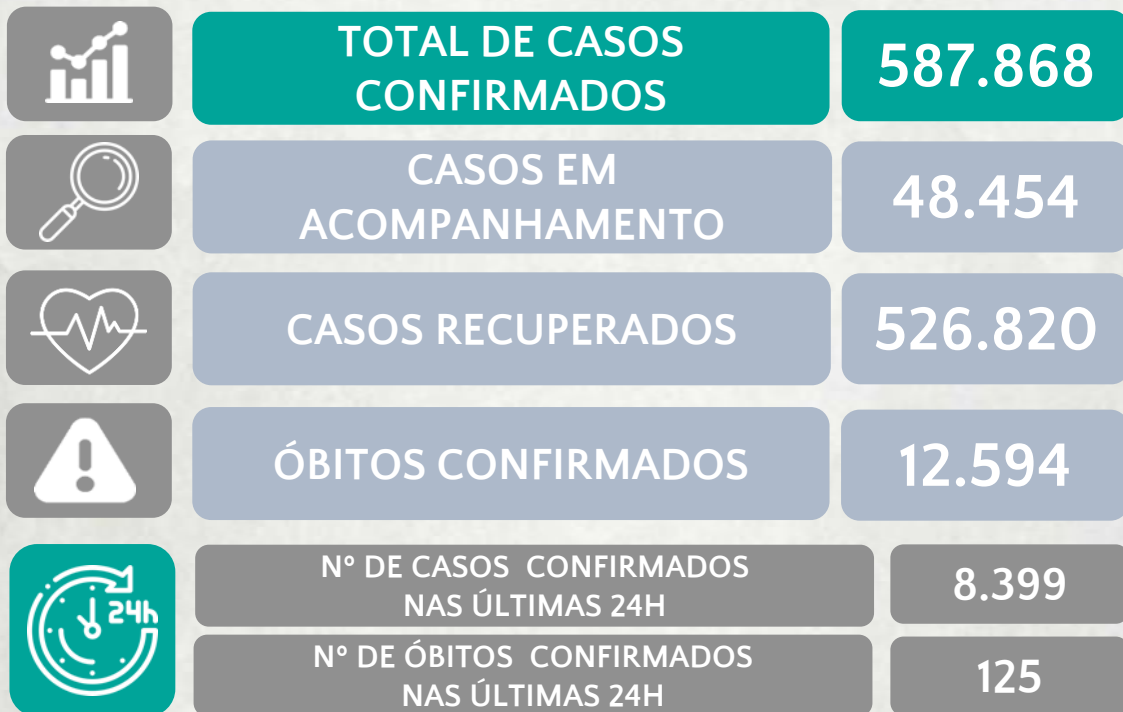 TOTAL DE CASOS
CONFIRMADOS
587.868
CASOS EM
ACOMPANHAMENTO
48.454
CASOS RECUPERADOS
526.820
ÓBITOS CONFIRMADOS
12.594
24h
Nº DE CASOS CONFIRMADOS
NAS ÚLTIMAS 24H
8.399
Nº DE ÓBITOS CONFIRMADOS
NAS ÚLTIMAS 24H
125